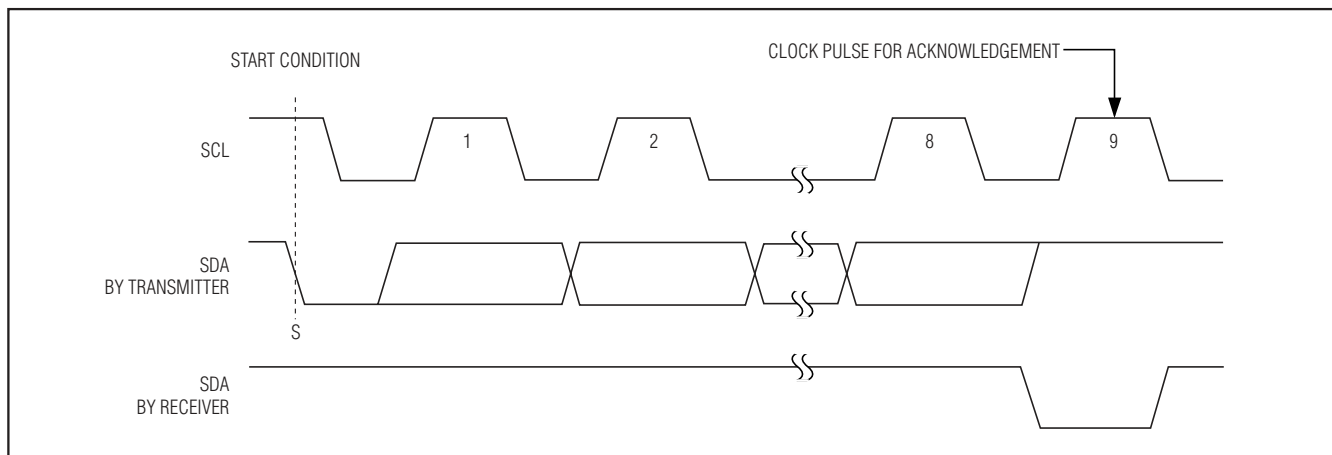 START CONDITION
CLOCK PULSE FOR ACKNOWLEDGEMENT
SCL
1
2
8
9
SDA
BY TRANSMITTER
S
SDA
BY RECEIVER